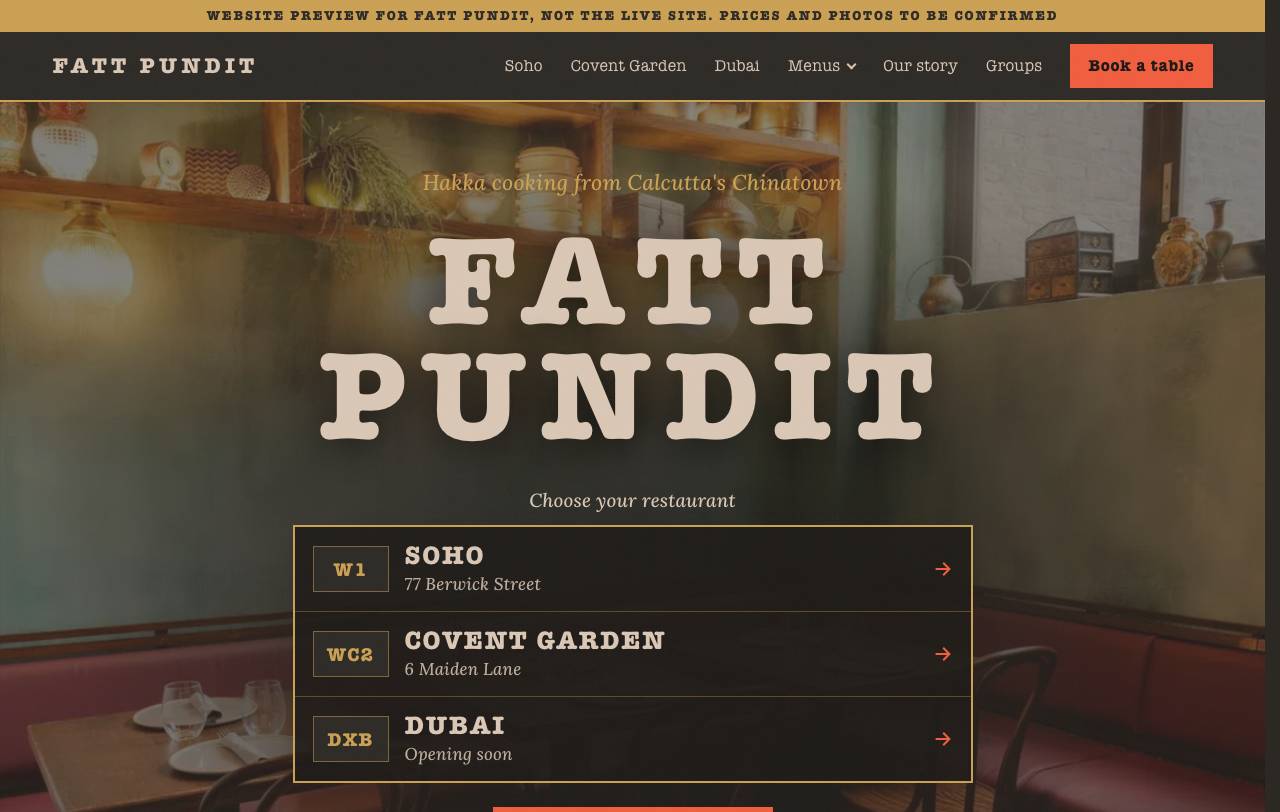 WEBSITE PREVIEW FOR FATT PUNDIT, NOT THE LIVE SITE. PRICES AND PHOTOS TO BE CONFIRMED
FATT PUNDIT
Soho
Covent Garden
Dubai
Menus
Our story
Groups
Book a table
Hakka cooking from Calcutta's Chinatown
FATT
PUNDIT
Choose your restaurant
W1
SOHO
77 Berwick Street
WC2
COVENT GARDEN
6 Maiden Lane
DXB
DUBAI
Opening soon